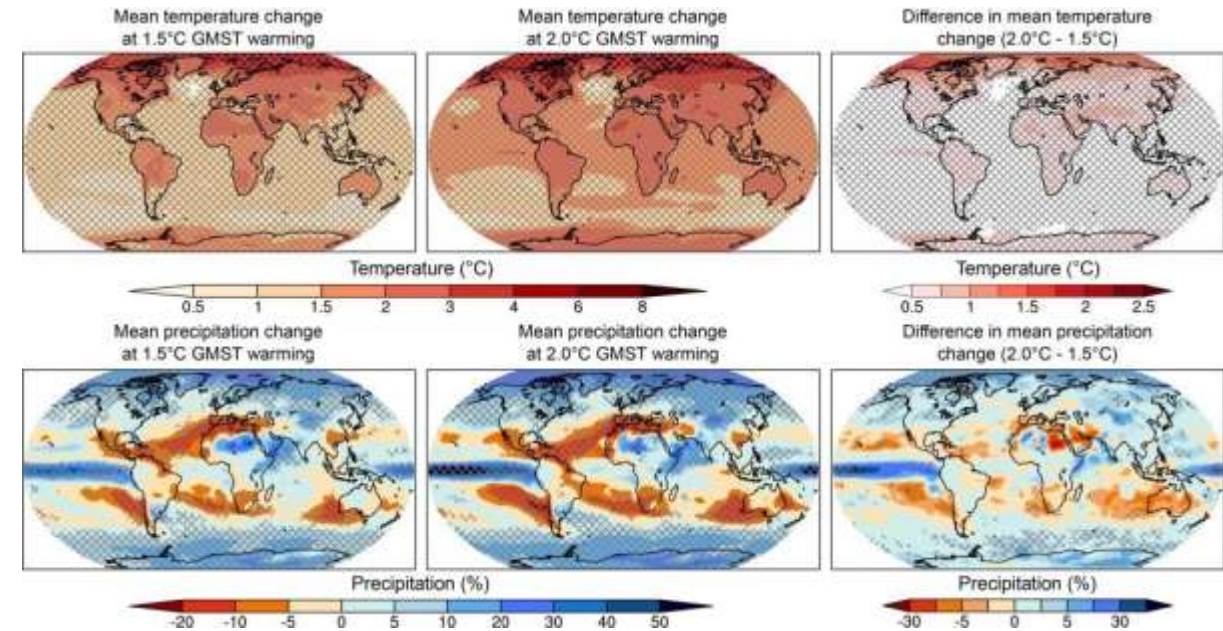 Mean temperature change
at 1.5°C GMST warming
Mean temperature change
at 2.0°C GMST warming
Difference in mean temperature
change (2.0°C - 1.5°C)
Temperature (°C)
0.5 1 1.5 2 3 4 6 8
Temperature (°C)
0.5 1 1.5 2 2.5
Mean precipitation change
at 1.5°C GMST warming
Mean precipitation change
at 2.0°C GMST warming
Difference in mean precipitation
change (2.0°C - 1.5°C)
Precipitation (%)
-20 -10 -5 0 5 10 20 30 40 50
Precipitation (%)
-30 -5 0 5 30